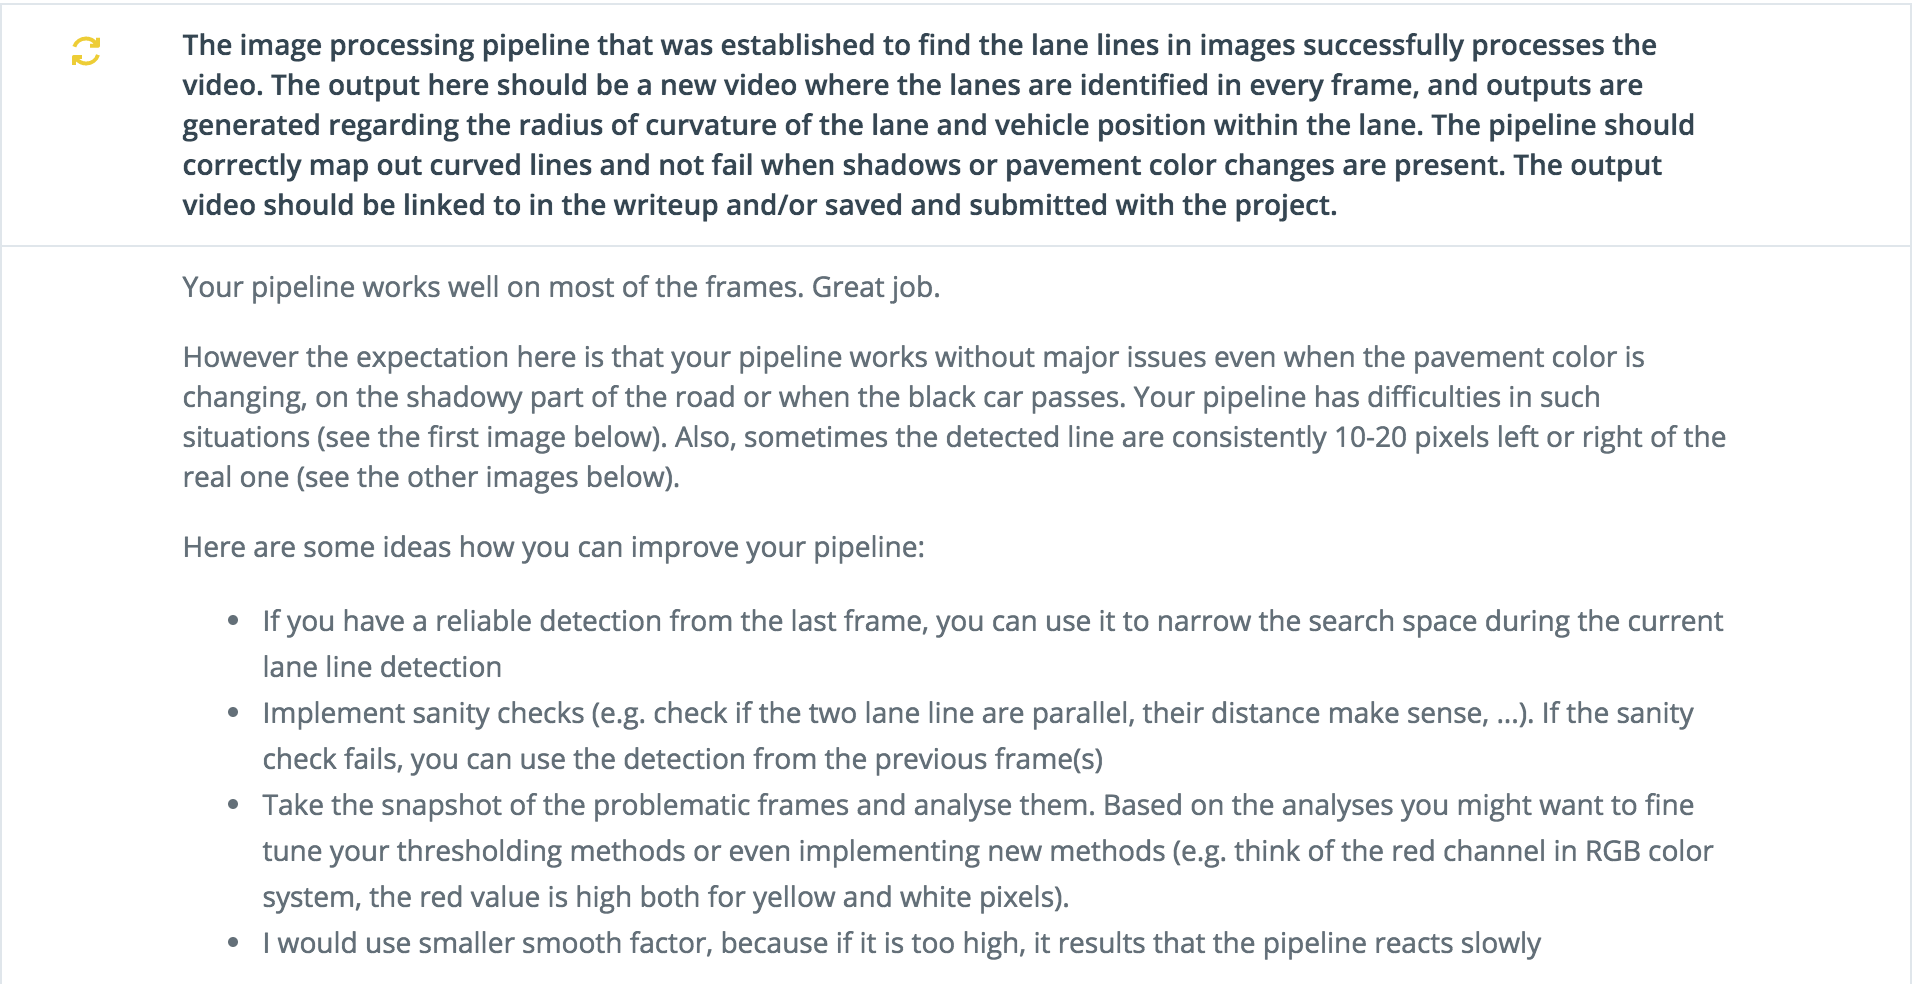 The image processing pipeline that was established to find the lane lines in images successfully processes the
video. The output here should be a new video where the lanes are identified in every frame, and outputs are
generated regarding the radius of curvature of the lane and vehicle position within the lane. The pipeline should
correctly map out curved lines and not fail when shadows or pavement color changes are present. The output
video should be linked to in the writeup and/or saved and submitted with the project.
Your pipeline works well on most of the frames. Great job.
However the expectation here is that your pipeline works without major issues even when the pavement color is
changing, on the shadowy part of the road or when the black car passes. Your pipeline has difficulties in such
situations (see the first image below). Also, sometimes the detected line are consistently 10-20 pixels left or right of the
real one (see the other images below).
Here are some ideas how you can improve your pipeline:
• If you have a reliable detection from the last frame, you can use it to narrow the search space during the current
lane line detection
• Implement sanity checks (e.g. check if the two lane line are parallel, their distance make sense, ...). If the sanity
check fails, you can use the detection from the previous frame(s)
• Take the snapshot of the problematic frames and analyse them. Based on the analyses you might want to fine
tune your thresholding methods or even implementing new methods (e.g. think of the red channel in RGB color
system, the red value is high both for yellow and white pixels).
• I would use smaller smooth factor, because if it is too high, it results that the pipeline reacts slowly